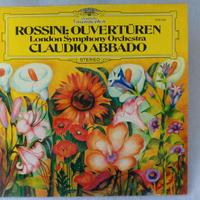 Deutsche
Grammophon
ROSSINI: OUVERTÜREN
London Symphony Orchestra
CLAUDIO ABBADO
STEREO